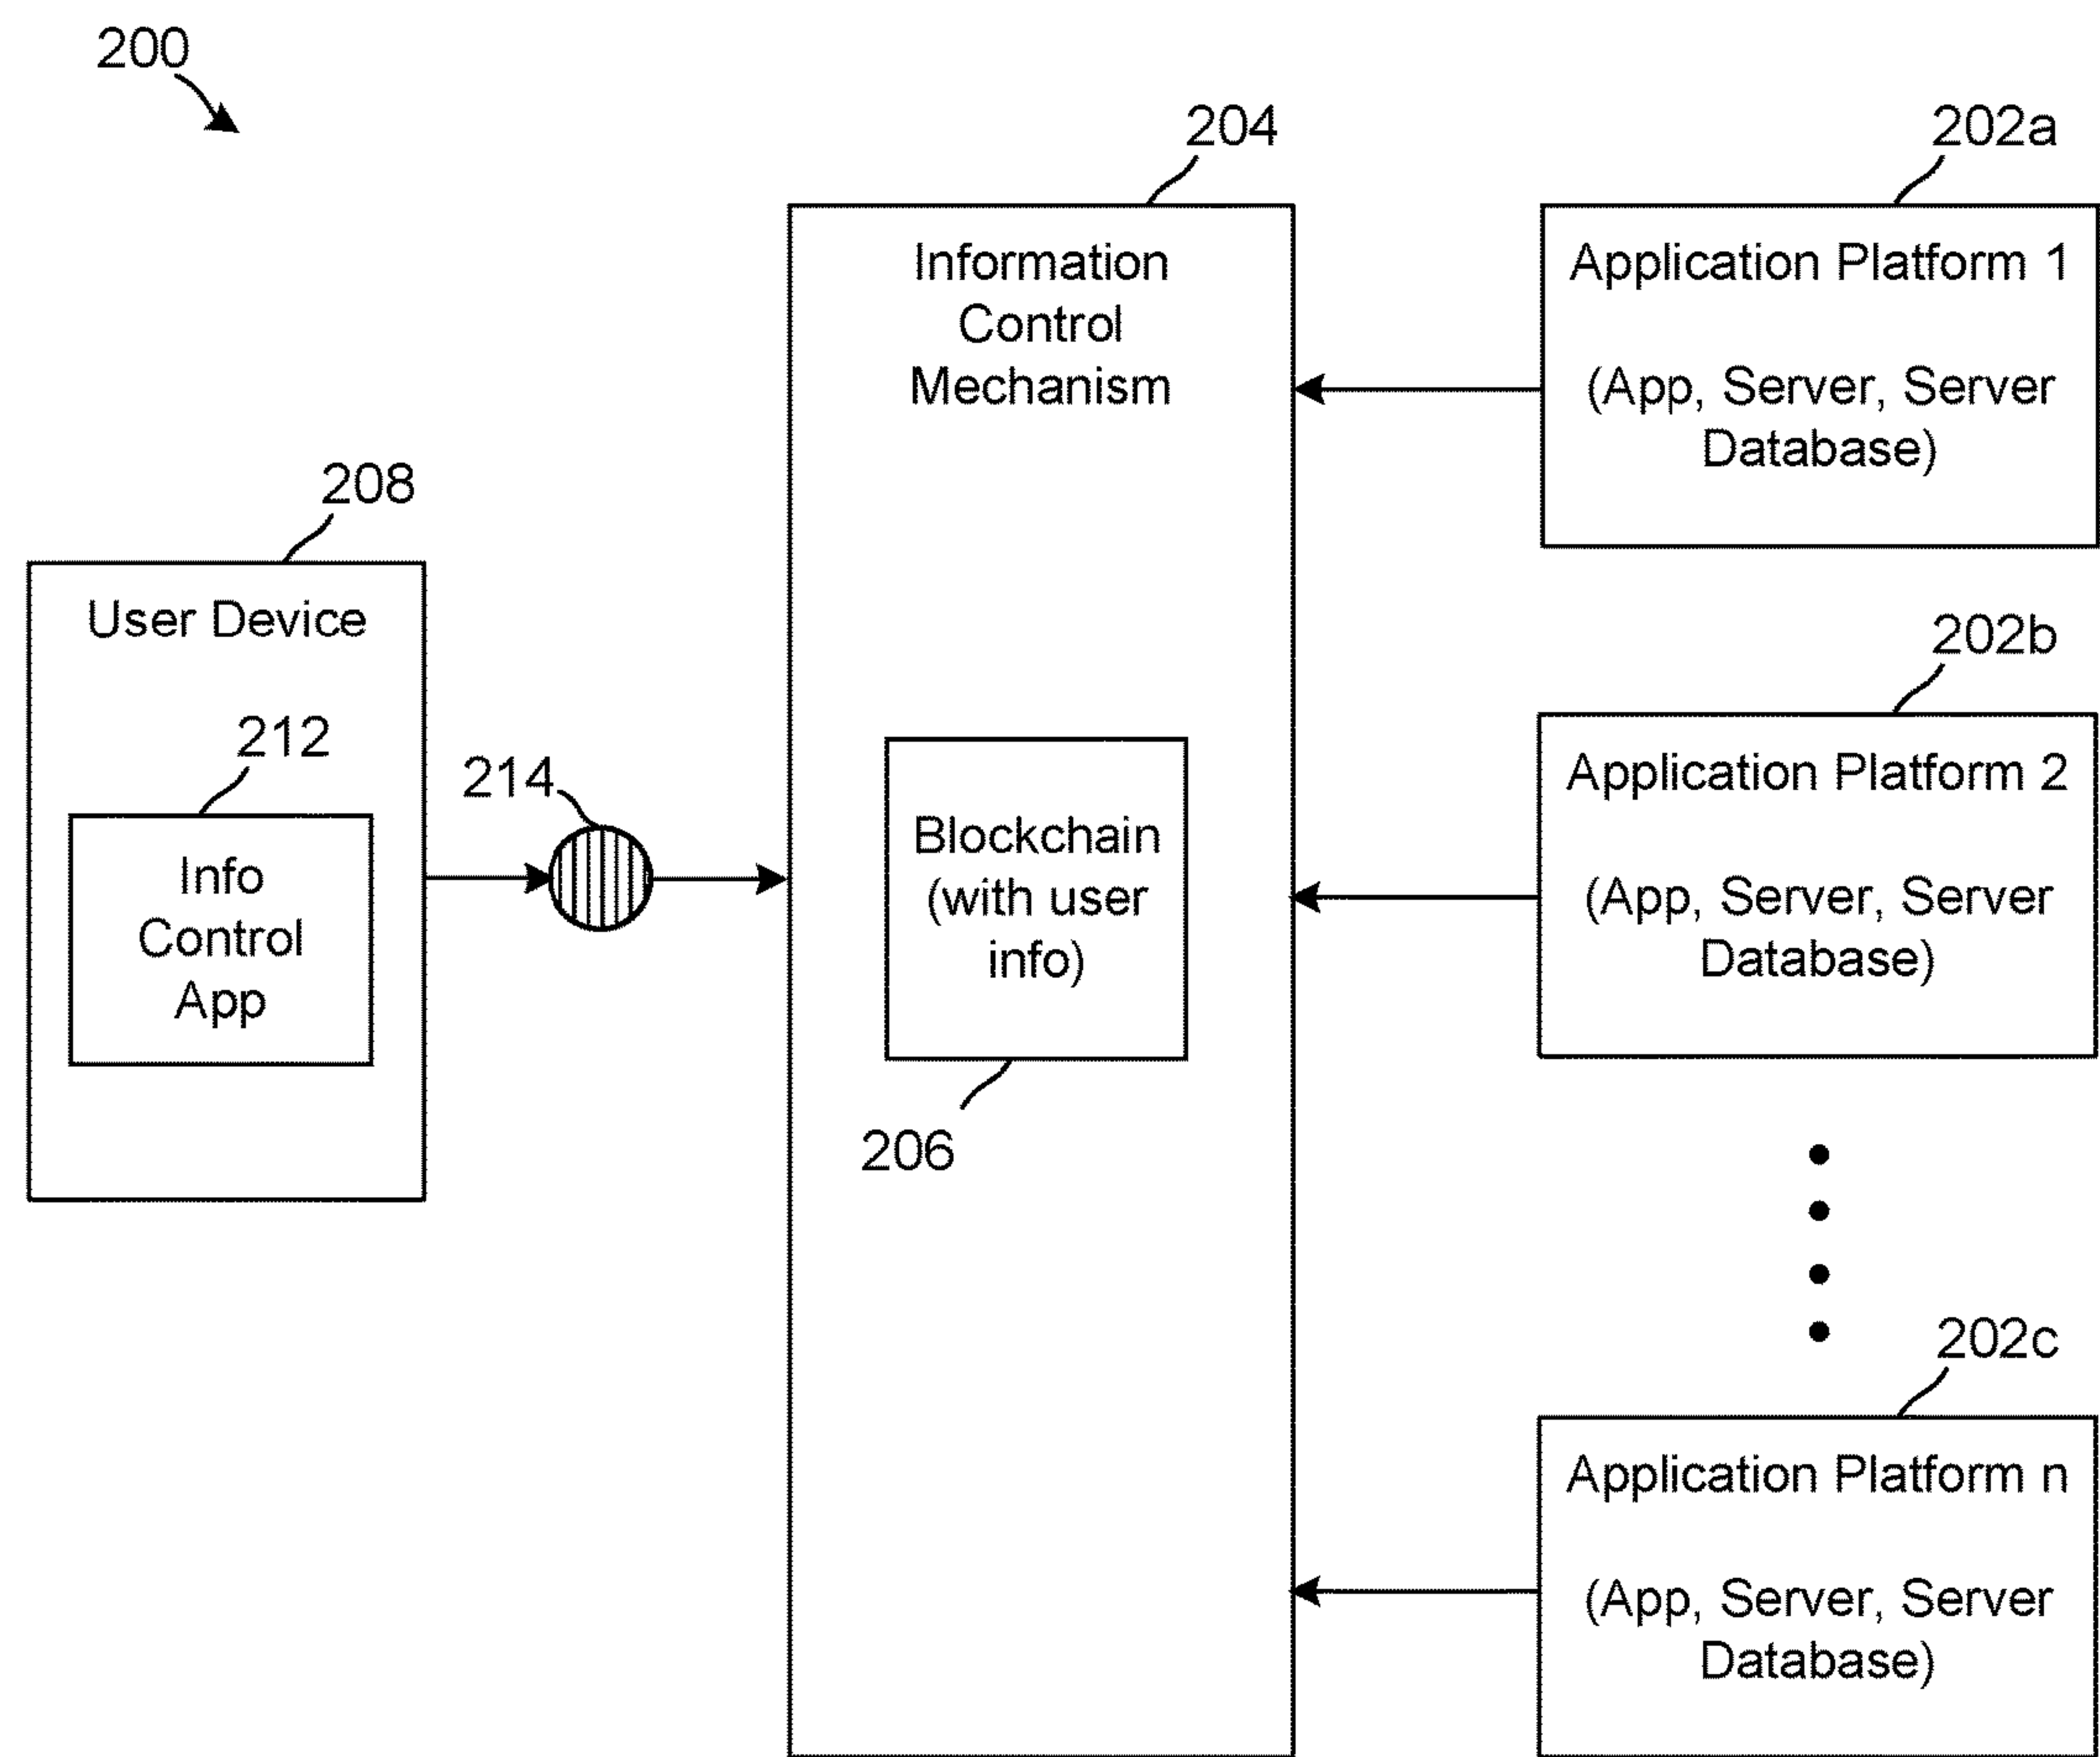 200
204
Information
Control
Mechanism
202a
Application Platform 1
(App, Server, Server
Database)
208
User Device
212
Info
Control
App
214
Blockchain
(with user
info)
206
202b
Application Platform 2
(App, Server, Server
Database)
202c
Application Platform n
(App, Server, Server
Database)